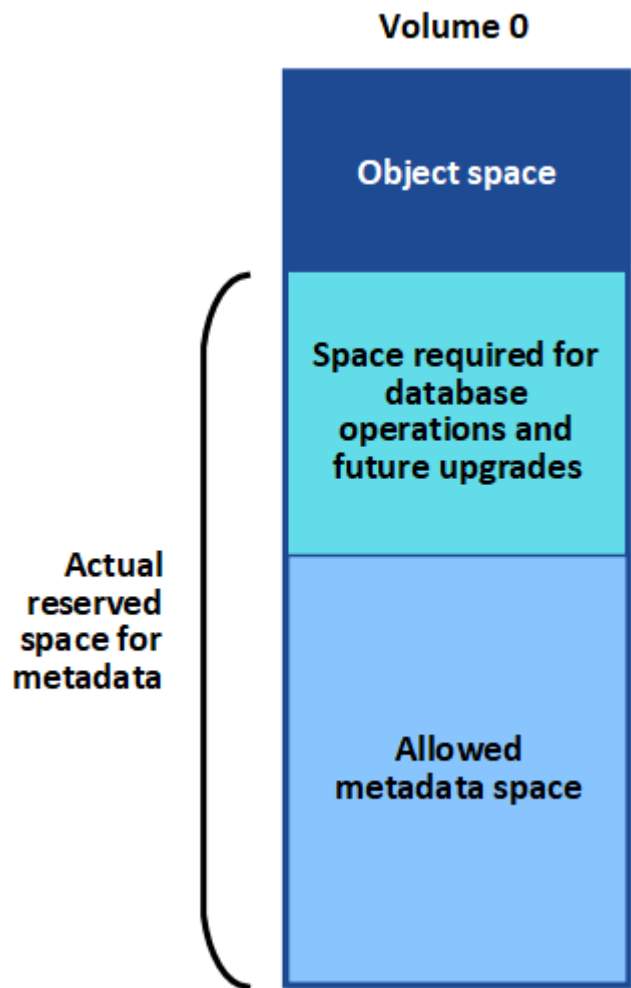 Volume 0
Object space
Space required for
database
operations and
future upgrades
Actual
reserved
space for
metadata
Allowed
metadata space